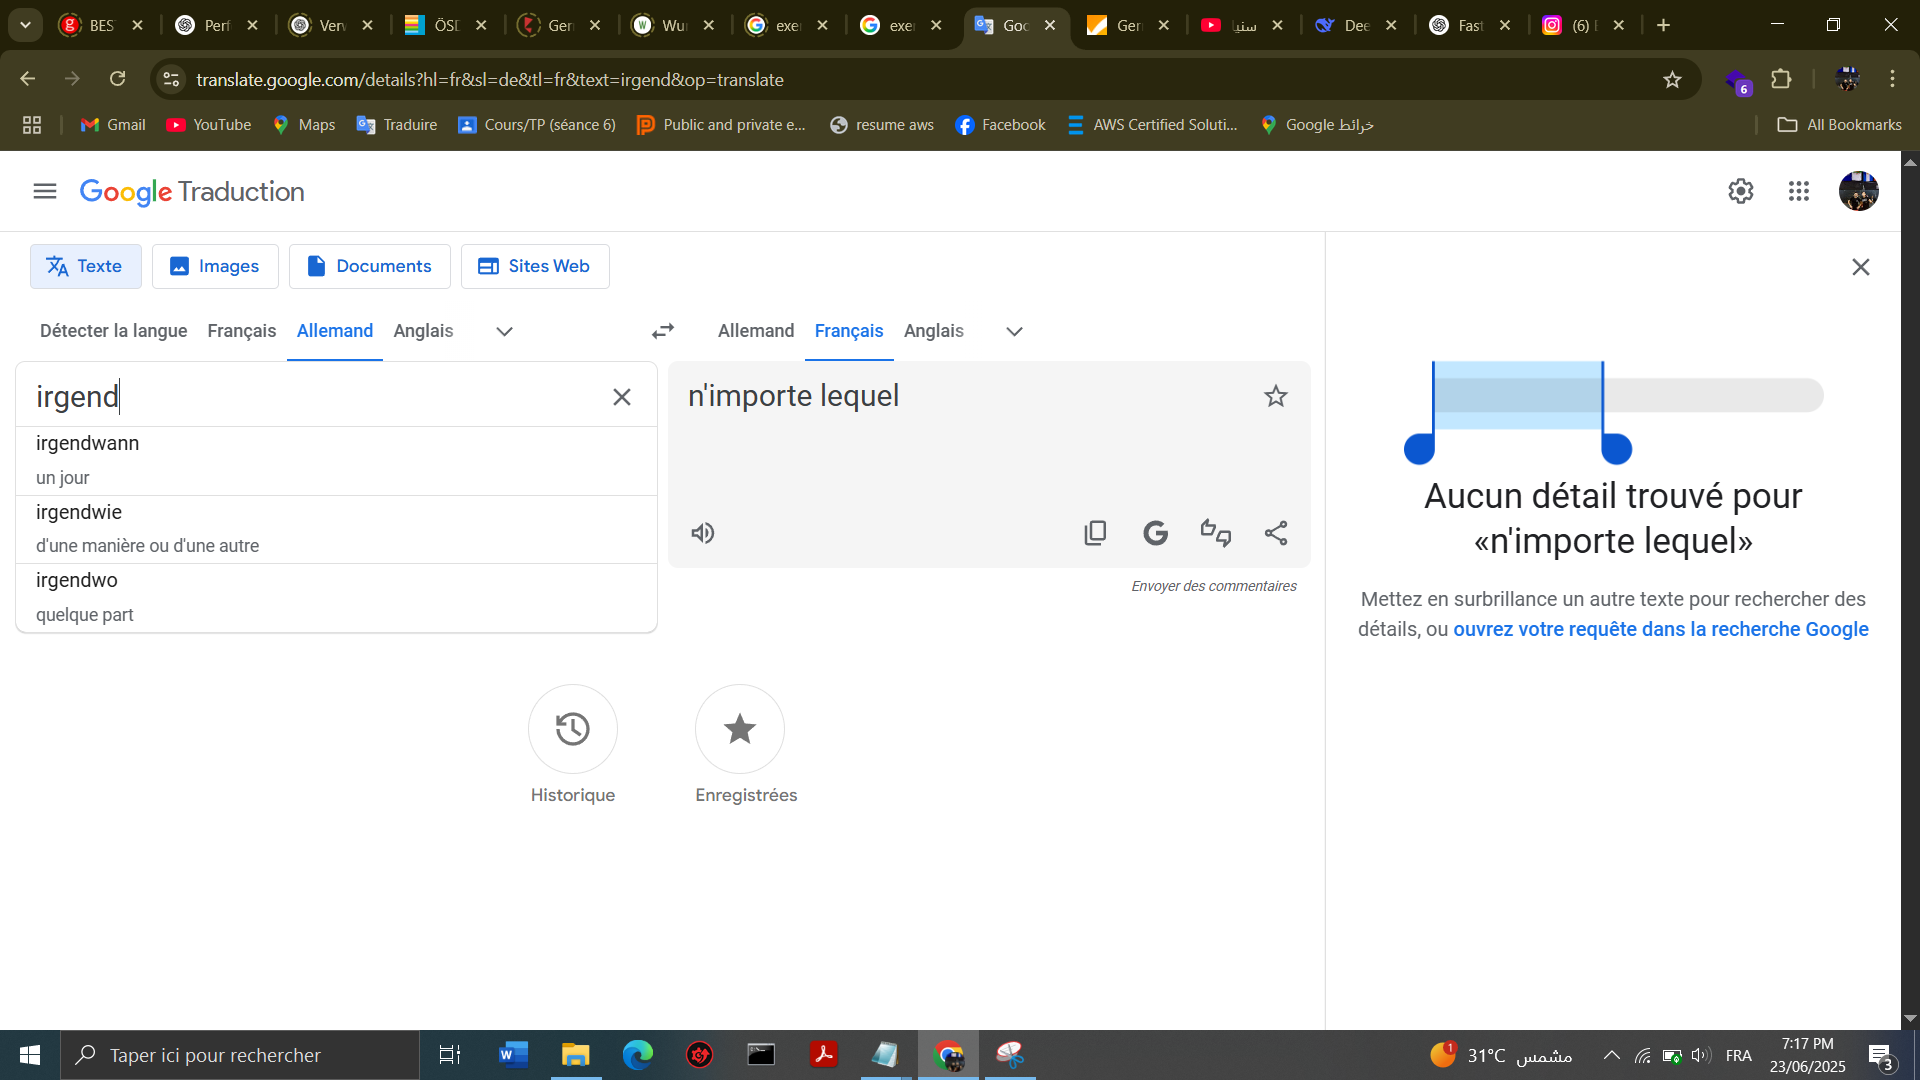 BES
Perf
Verv
ÖSD
Ger
Wu
exe
exe
Goo
Ger
سنيا
Dee
Fast
(6)
translate.google.com/details?hl=fr&sl=de&tl=fr&text=irgend&op=translate
6
Gmail
YouTube
Maps
Traduire
Cours/TP (séance 6)
Public and private e...
resume aws
Facebook
AWS Certified Soluti...
خرائط Google
All Bookmarks
Google Traduction
Texte
Images
Documents
Sites Web
Détecter la langue
Français
Allemand
Anglais
Allemand
Français
Anglais
irgend
irgendwann
un jour
irgendwie
d'une manière ou d'une autre
irgendwo
quelque part
n'importe lequel
Envoyer des commentaires
Historique
Enregistrées
Aucun détail trouvé pour
«n'importe lequel»
Mettez en surbrillance un autre texte pour rechercher des
détails, ou ouvrez votre requête dans la recherche Google
Taper ici pour rechercher
1
31°C مشمس
FRA
7:17 PM
23/06/2025
3